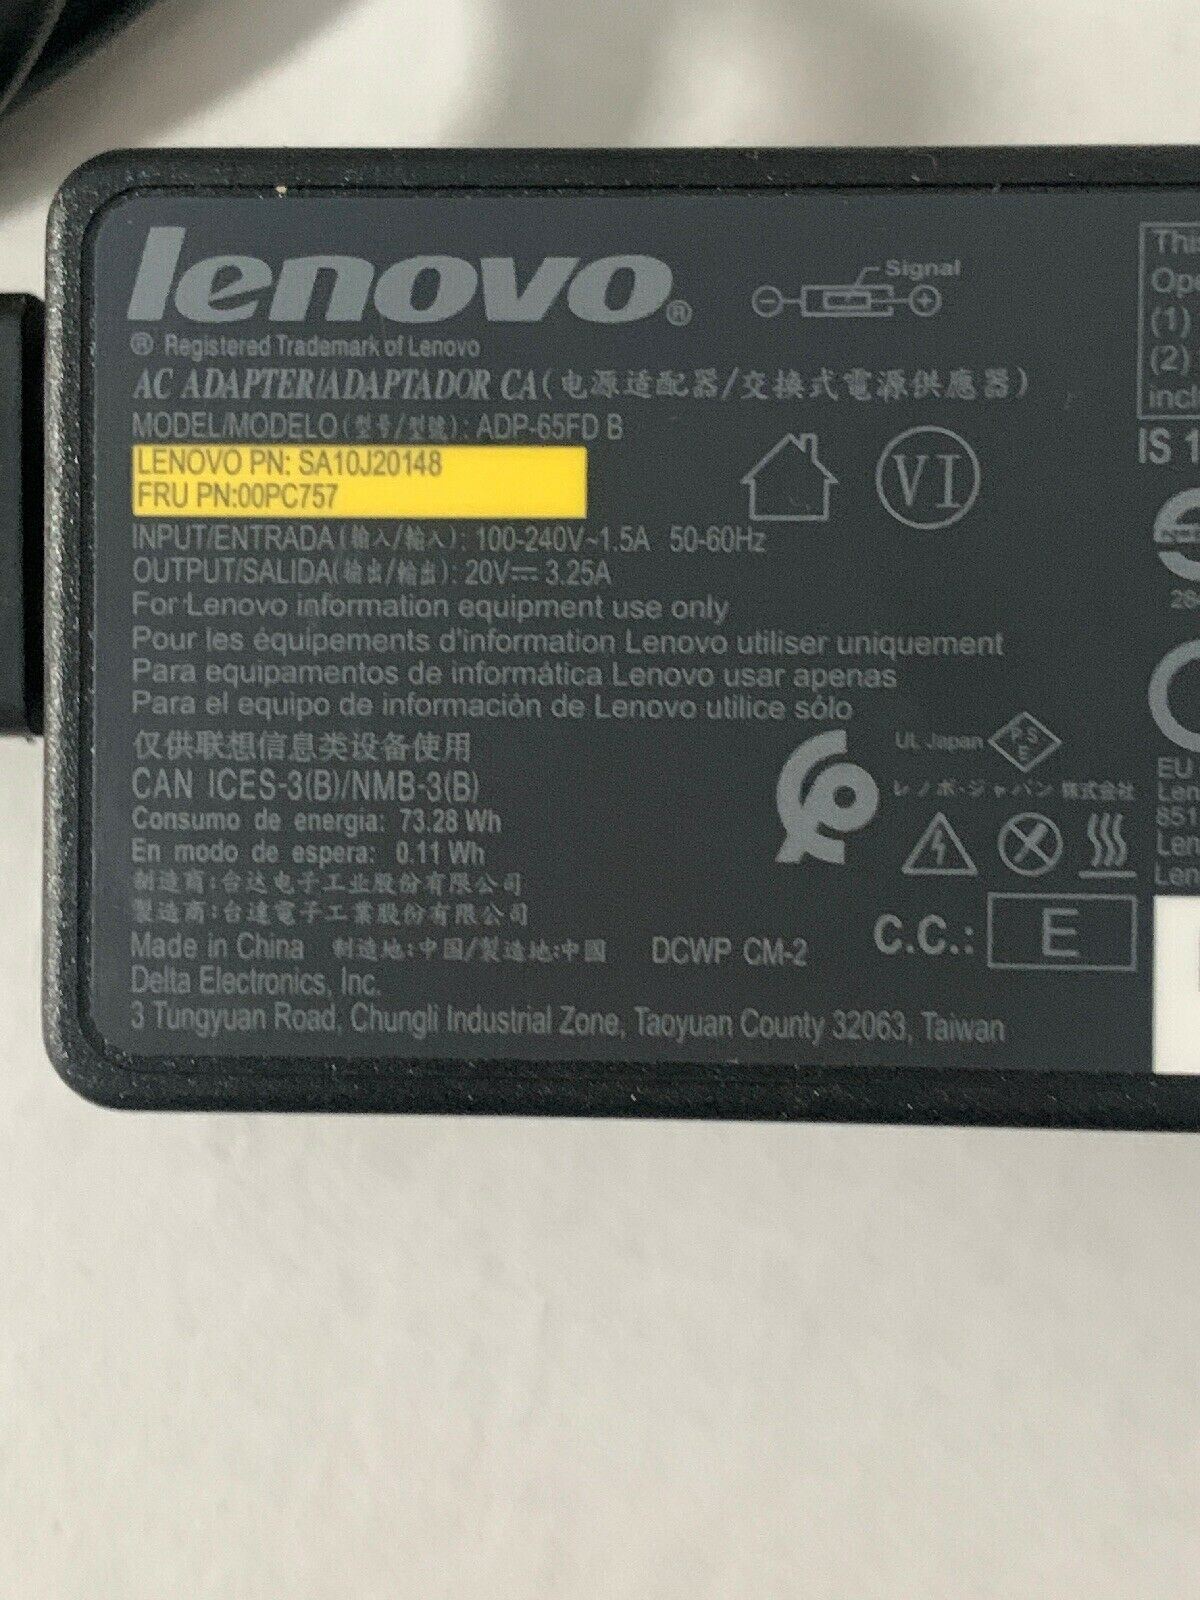 lenovo®
® Registered Trademark of Lenovo
Signal
AC ADAPTER/ADAPTADOR CA(电源适配器/交換式電源供應器)
MODEL/MODELO(型号/型號): ADP-65FD B
LENOVO PN: SA10J20148
FRU PN:00PC757
VI
INPUT/ENTRADA(输入/輸入): 100-240V~1.5A 50-60Hz
OUTPUT/SALIDA(输出/輸出): 20V⎓ 3.25A
For Lenovo information equipment use only
Pour les équipements d'information Lenovo utiliser uniquement
Para equipamentos de informática Lenovo usar apenas
Para el equipo de información de Lenovo utilice sólo
仅供联想信息类设备使用
CAN ICES-3(B)/NMB-3(B)
Consumo de energia: 73.28 Wh
En modo de espera: 0.11 Wh
制造商:台达电子工业股份有限公司
製造商:台達電子工業股份有限公司
Made in China 制造地:中国/製造地:中國 DCWP CM-2
Delta Electronics, Inc.
3 Tungyuan Road, Chungli Industrial Zone, Taoyuan County 32063, Taiwan
UL Japan
PSE
レノボ・ジャパン 株式会社
C.C.: E
(1)
(2)
IS 1
EU
Len
851
Len
Len